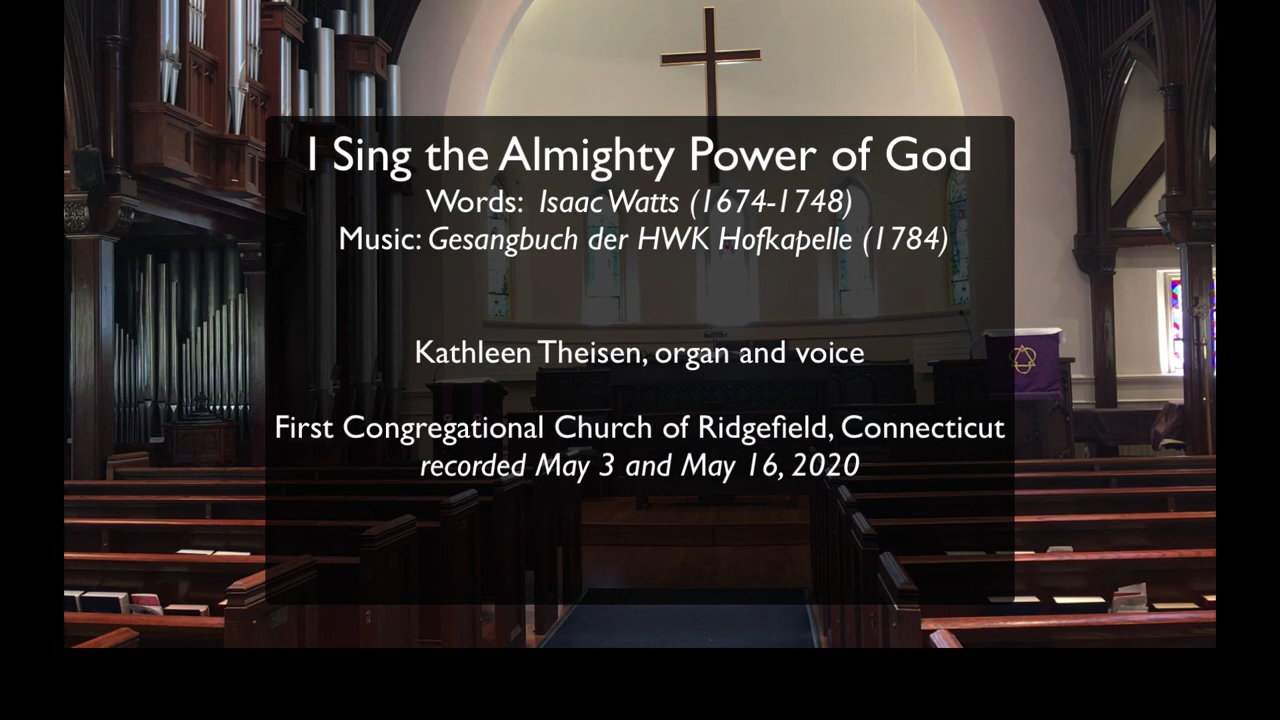 I Sing the Almighty Power of God
Words: Isaac Watts (1674-1748)
Music: Gesangbuch der HWK Hofkapelle (1784)
Kathleen Theisen, organ and voice
First Congregational Church of Ridgefield, Connecticut
recorded May 3 and May 16, 2020